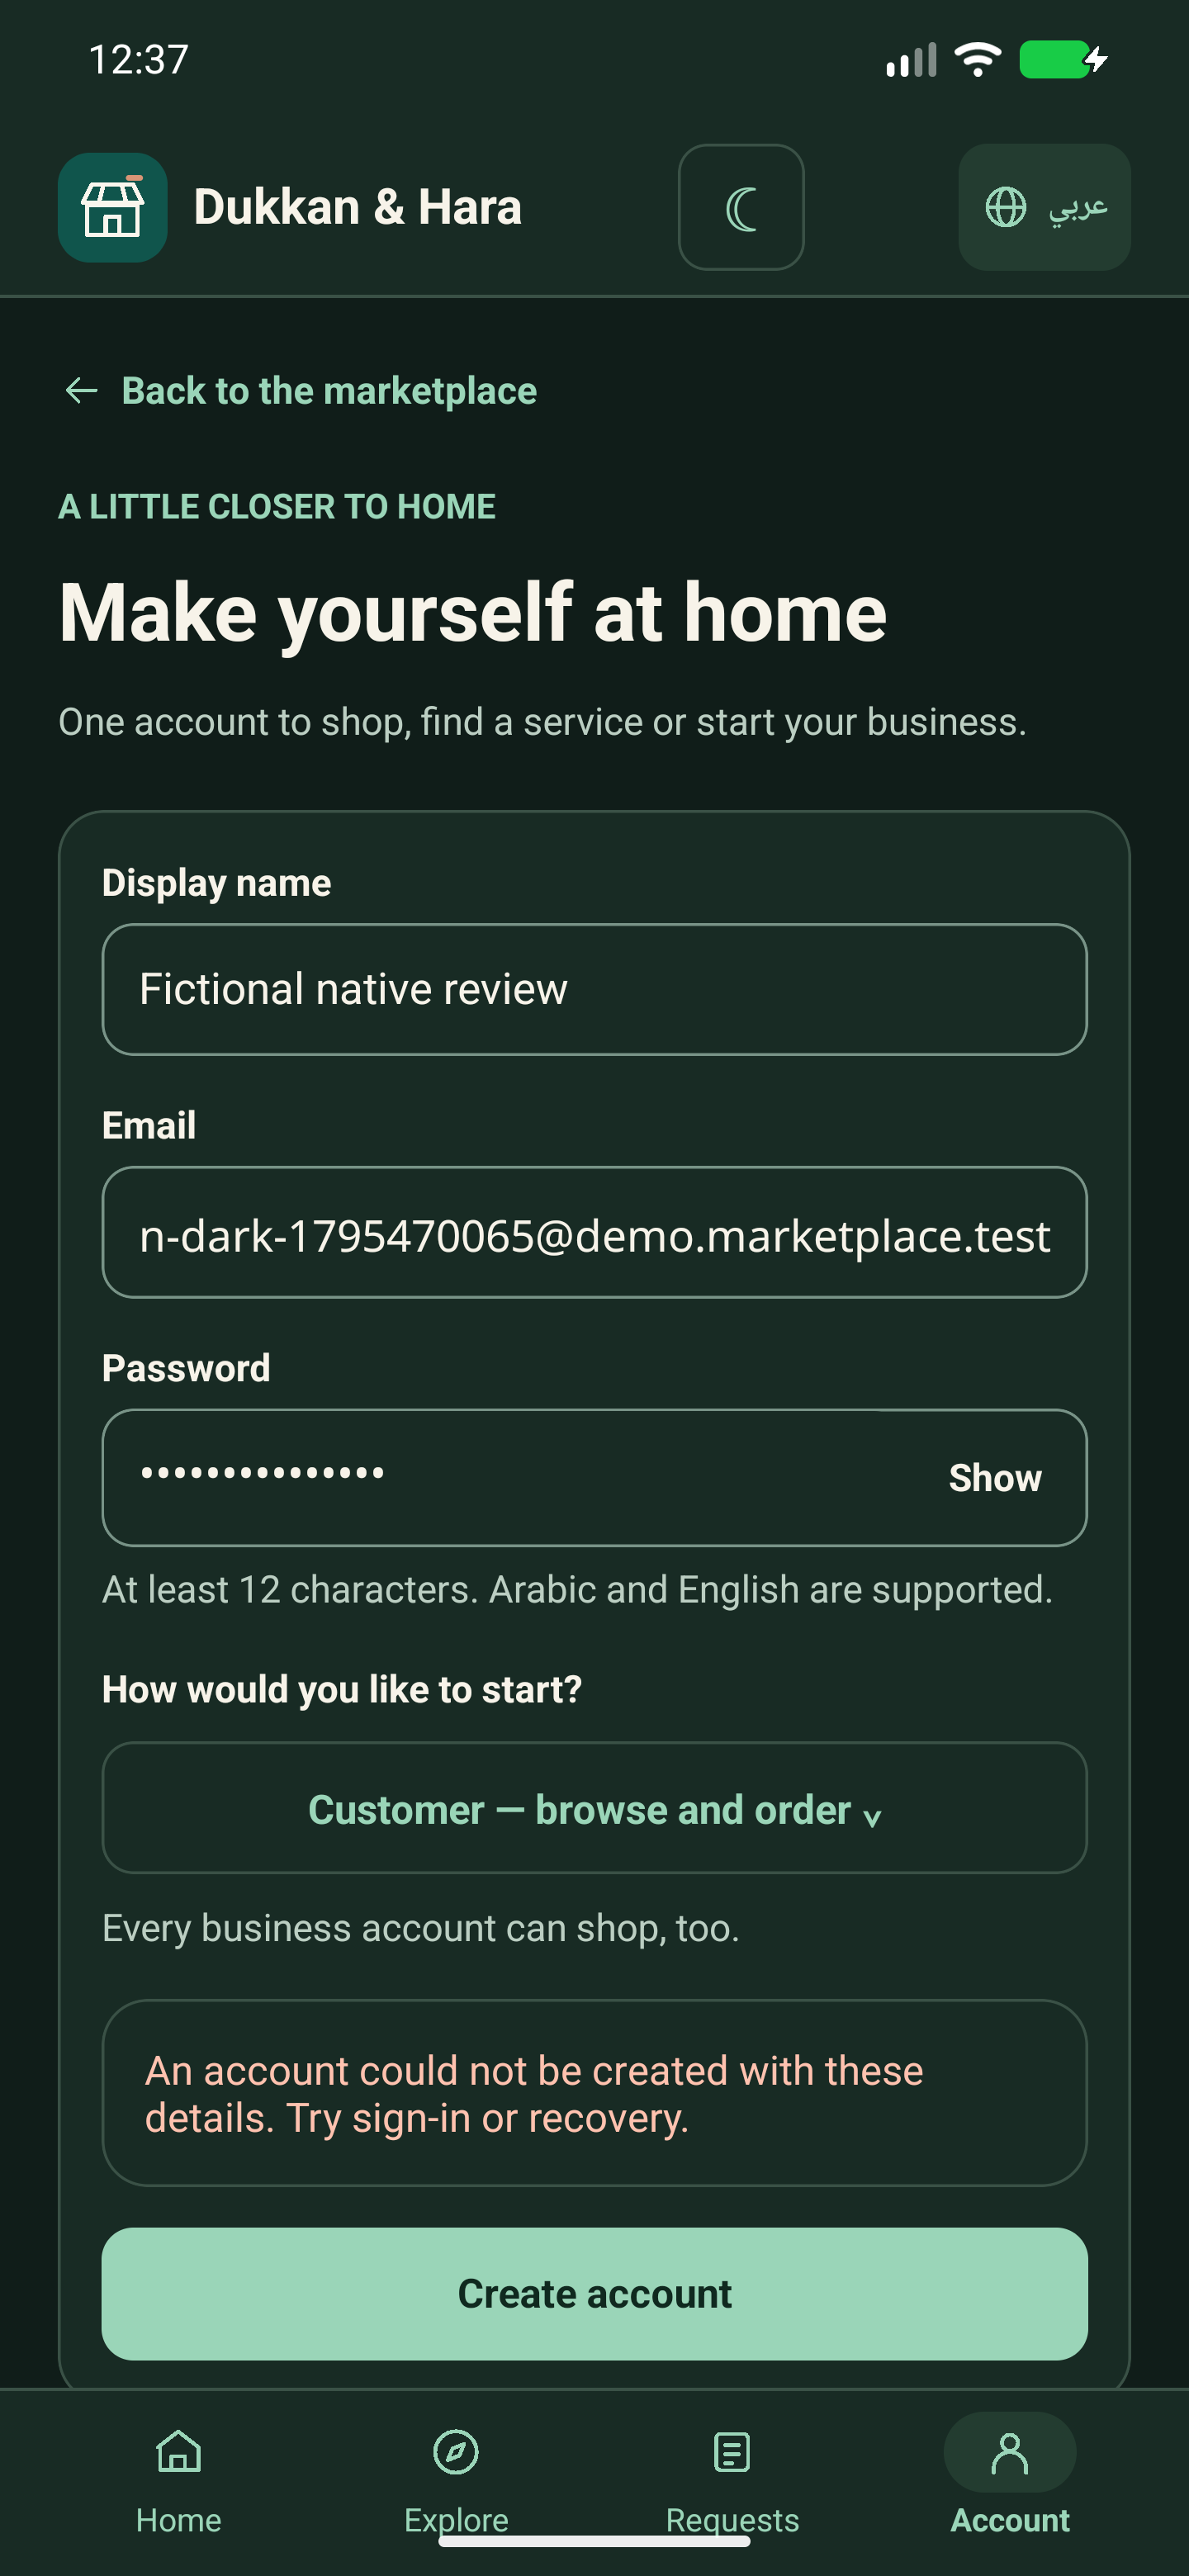 12:37
Dukkan & Hara
عربي
Back to the marketplace
A LITTLE CLOSER TO HOME
Make yourself at home
One account to shop, find a service or start your business.
Display name
Fictional native review
Email
n-dark-1795470065@demo.marketplace.test
Password
•••••••••••••••
Show
At least 12 characters. Arabic and English are supported.
How would you like to start?
Customer — browse and order
Every business account can shop, too.
An account could not be created with these
details. Try sign-in or recovery.
Create account
Home
Explore
Requests
Account